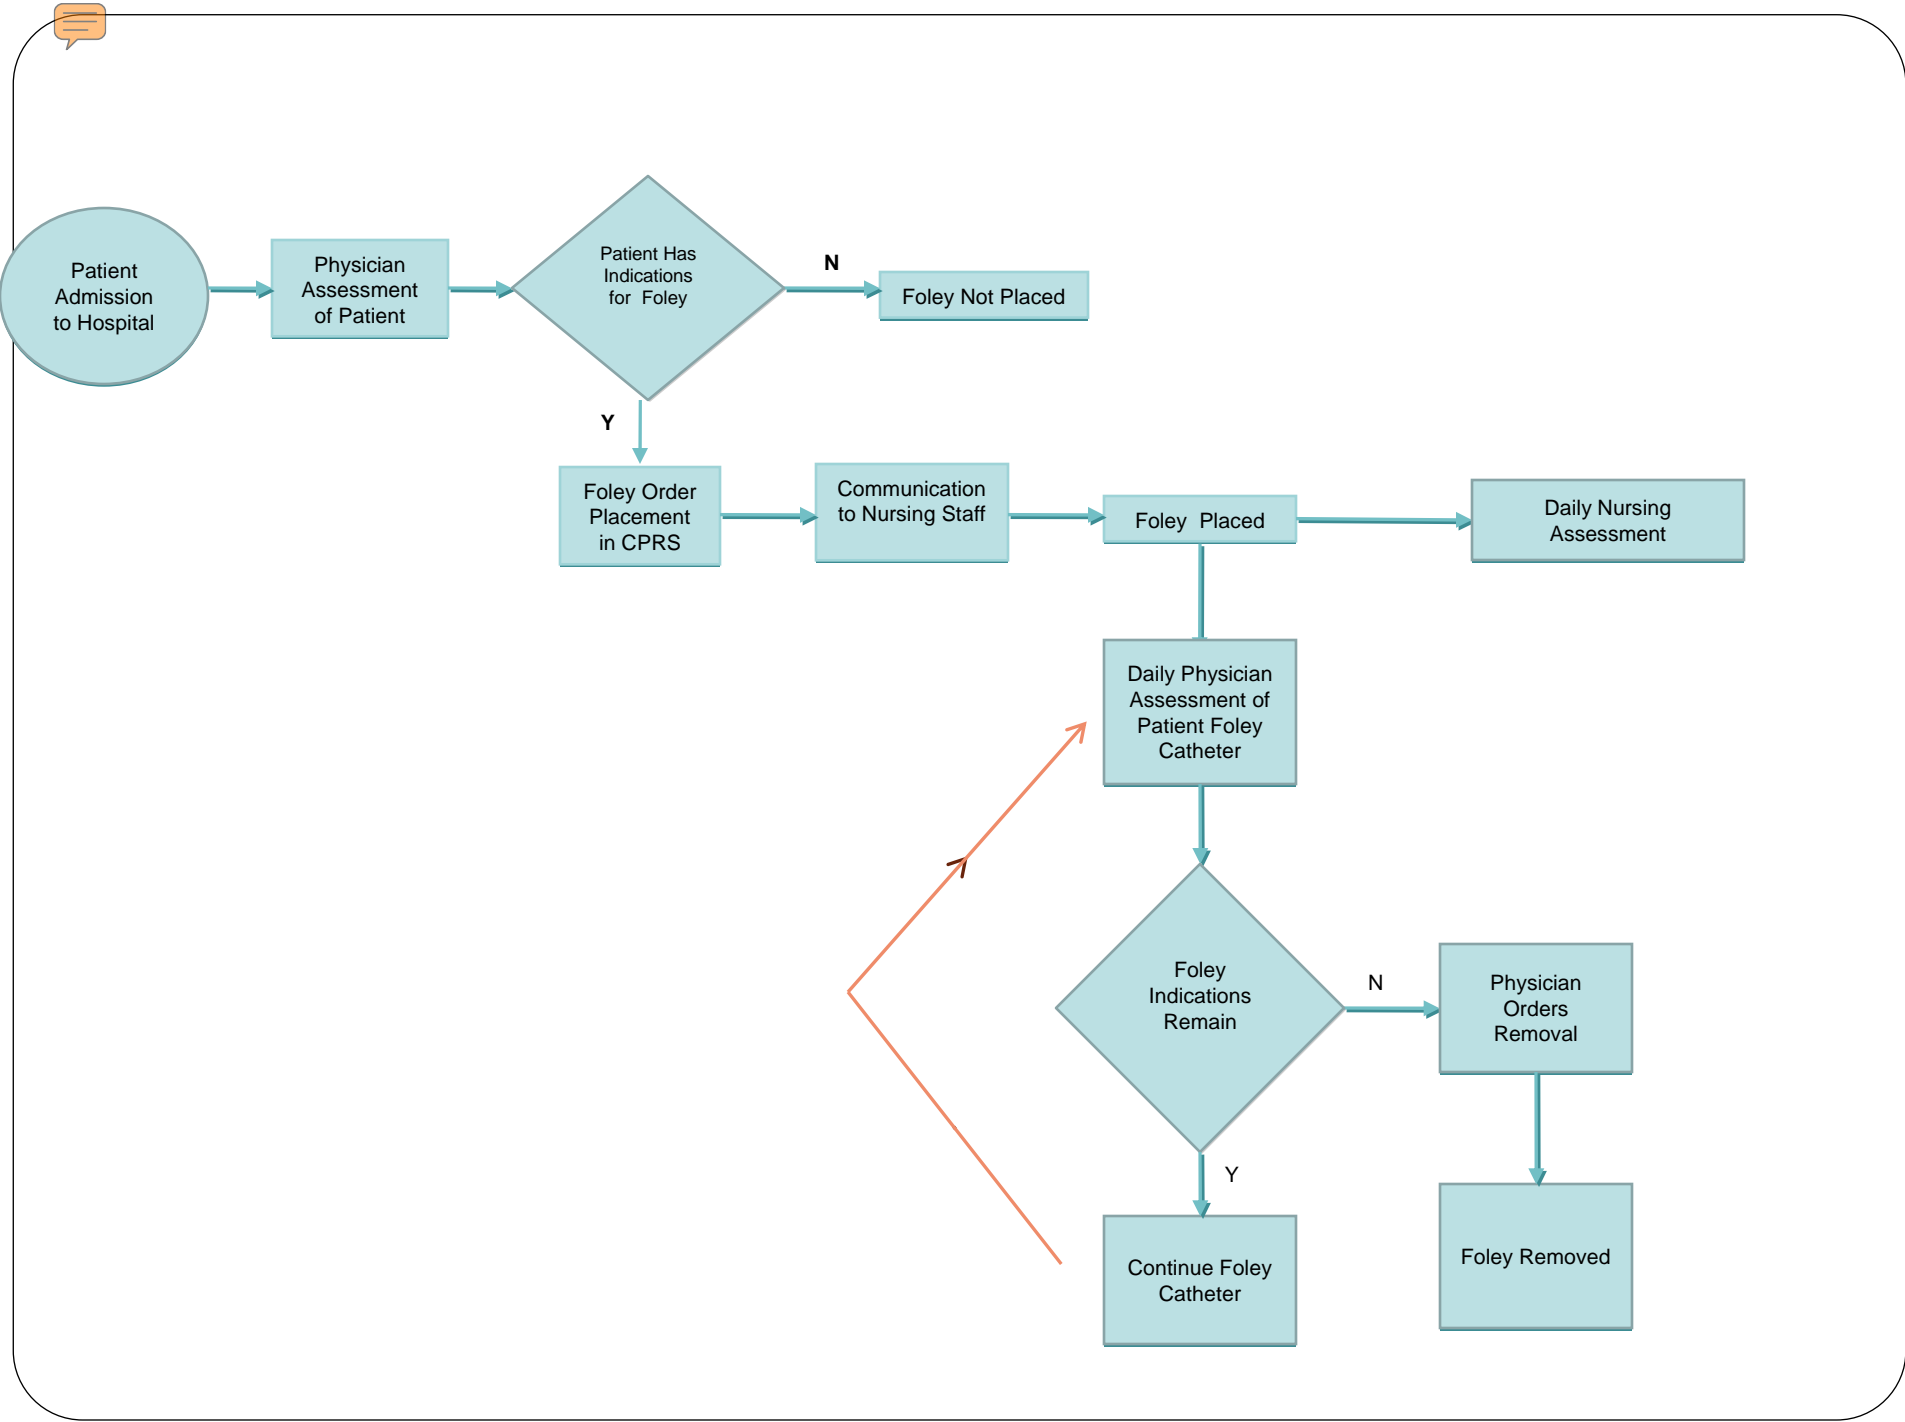 Patient
Admission
to Hospital
Physician
Assessment
of Patient
Patient Has
Indications
for Foley
N
Foley Not Placed
Y
Foley Order
Placement
in CPRS
Communication
to Nursing Staff
Foley Placed
Daily Nursing
Assessment
Daily Physician
Assessment of
Patient Foley
Catheter
Foley
Indications
Remain
N
Physician
Orders
Removal
Y
Continue Foley
Catheter
Foley Removed